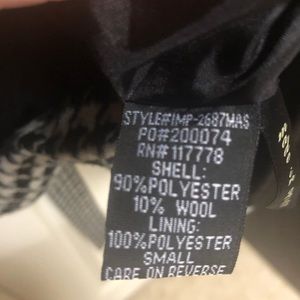 STYLE#IMP-2687MAS
PO#200074
RN#117778
SHELL:
90%POLYESTER
10% WOOL
LINING:
100%POLYESTER
SMALL
CARE ON REVERSE